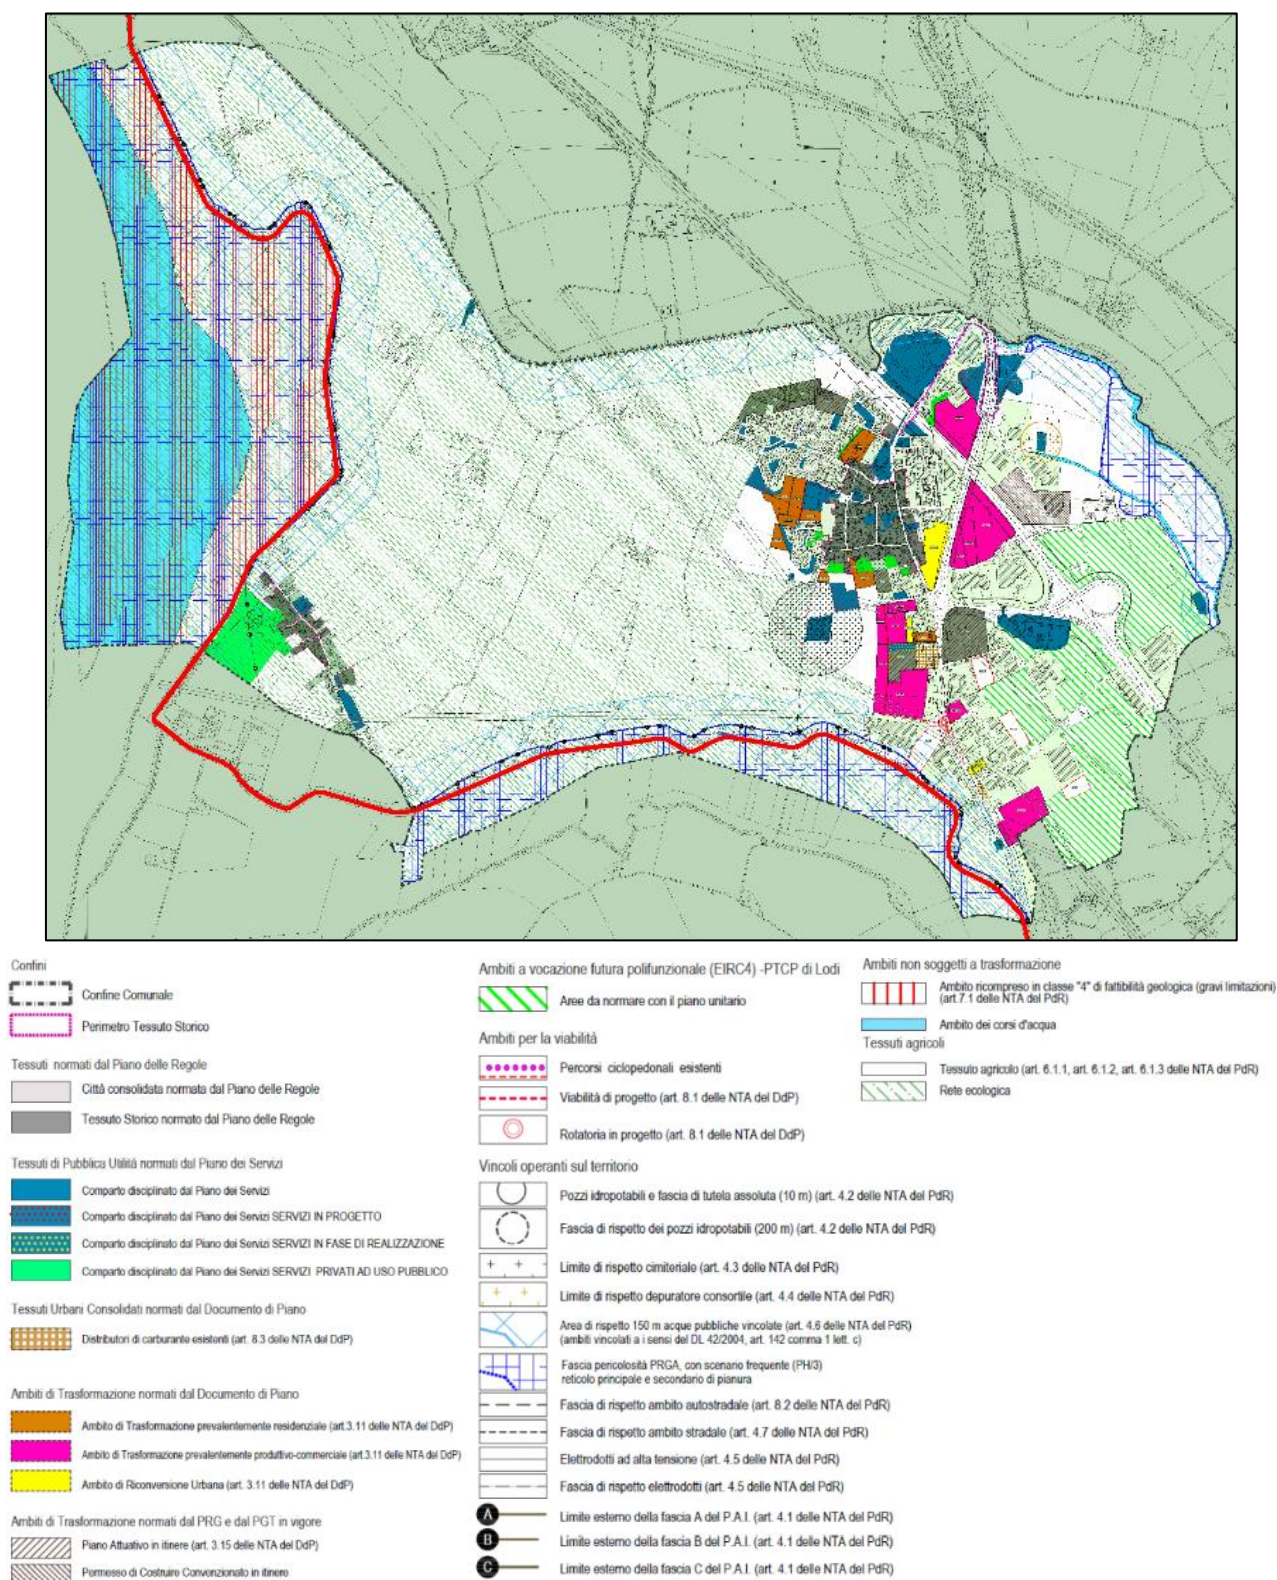 Confini
Confine Comunale
Perimetro Tessuto Storico
Tessuti normati dal Piano delle Regole
Città consolidata normata dal Piano delle Regole
Tessuto Storico normato dal Piano delle Regole
Tessuti di Pubblica Utilità normati dal Piano dei Servizi
Comparto disciplinato dal Piano dei Servizi
Comparto disciplinato dal Piano dei Servizi SERVIZI IN PROGETTO
Comparto disciplinato dal Piano dei Servizi SERVIZI IN FASE DI REALIZZAZIONE
Comparto disciplinato dal Piano dei Servizi SERVIZI PRIVATI AD USO PUBBLICO
Tessuti Urbani Consolidati normati dal Documento di Piano
Distributori di carburante esistenti (art. 8.3 delle NTA del DdP)
Ambiti di Trasformazione normati dal Documento di Piano
Ambito di Trasformazione prevalentemente residenziale (art.3.11 delle NTA del DdP)
Ambito di Trasformazione prevalentemente produttivo-commerciale (art.3.11 delle NTA del DdP)
Ambito di Riconversione Urbana (art. 3.11 delle NTA del DdP)
Ambiti di Trasformazione normati dal PRG e dal PGT in vigore
Piano Attuativo in itinere (art. 3.15 delle NTA del DdP)
Permesso di Costruire Convenzionato in itinere
Ambiti a vocazione futura polifunzionale (EIRC4) -PTCP di Lodi
Aree da normare con il piano unitario
Ambiti per la viabilità
Percorsi ciclopedonali esistenti
Viabilità di progetto (art. 8.1 delle NTA del DdP)
Rotatoria in progetto (art. 8.1 delle NTA del DdP)
Vincoli operanti sul territorio
Pozzi idropotabili e fascia di tutela assoluta (10 m) (art. 4.2 delle NTA del PdR)
Fascia di rispetto dei pozzi idropotabili (200 m) (art. 4.2 delle NTA del PdR)
Limite di rispetto cimiteriale (art. 4.3 delle NTA del PdR)
Limite di rispetto depuratore consortile (art. 4.4 delle NTA del PdR)
Area di rispetto 150 m acque pubbliche vincolate (art. 4.6 delle NTA del PdR)
(ambiti vincolati a i sensi del DL 42/2004, art. 142 comma 1 lett. c)
Fascia pericolosità PRGA, con scenario frequente (PH/3)
reticolo principale e secondario di pianura
Fascia di rispetto ambito autostradale (art. 8.2 delle NTA del PdR)
Fascia di rispetto ambito stradale (art. 4.7 delle NTA del PdR)
Elettrodotti ad alta tensione (art. 4.5 delle NTA del PdR)
Fascia di rispetto elettrodotti (art. 4.5 delle NTA del PdR)
A Limite esterno della fascia A del P.A.I. (art. 4.1 delle NTA del PdR)
B Limite esterno della fascia B del P.A.I. (art. 4.1 delle NTA del PdR)
C Limite esterno della fascia C del P.A.I. (art. 4.1 delle NTA del PdR)
Ambiti non soggetti a trasformazione
Ambito ricompreso in classe "4" di fattibilità geologica (gravi limitazioni)
(art.7.1 delle NTA del PdR)
Ambito dei corsi d'acqua
Tessuti agricoli
Tessuto agricolo (art. 6.1.1, art. 6.1.2, art. 6.1.3 delle NTA del PdR)
Rete ecologica